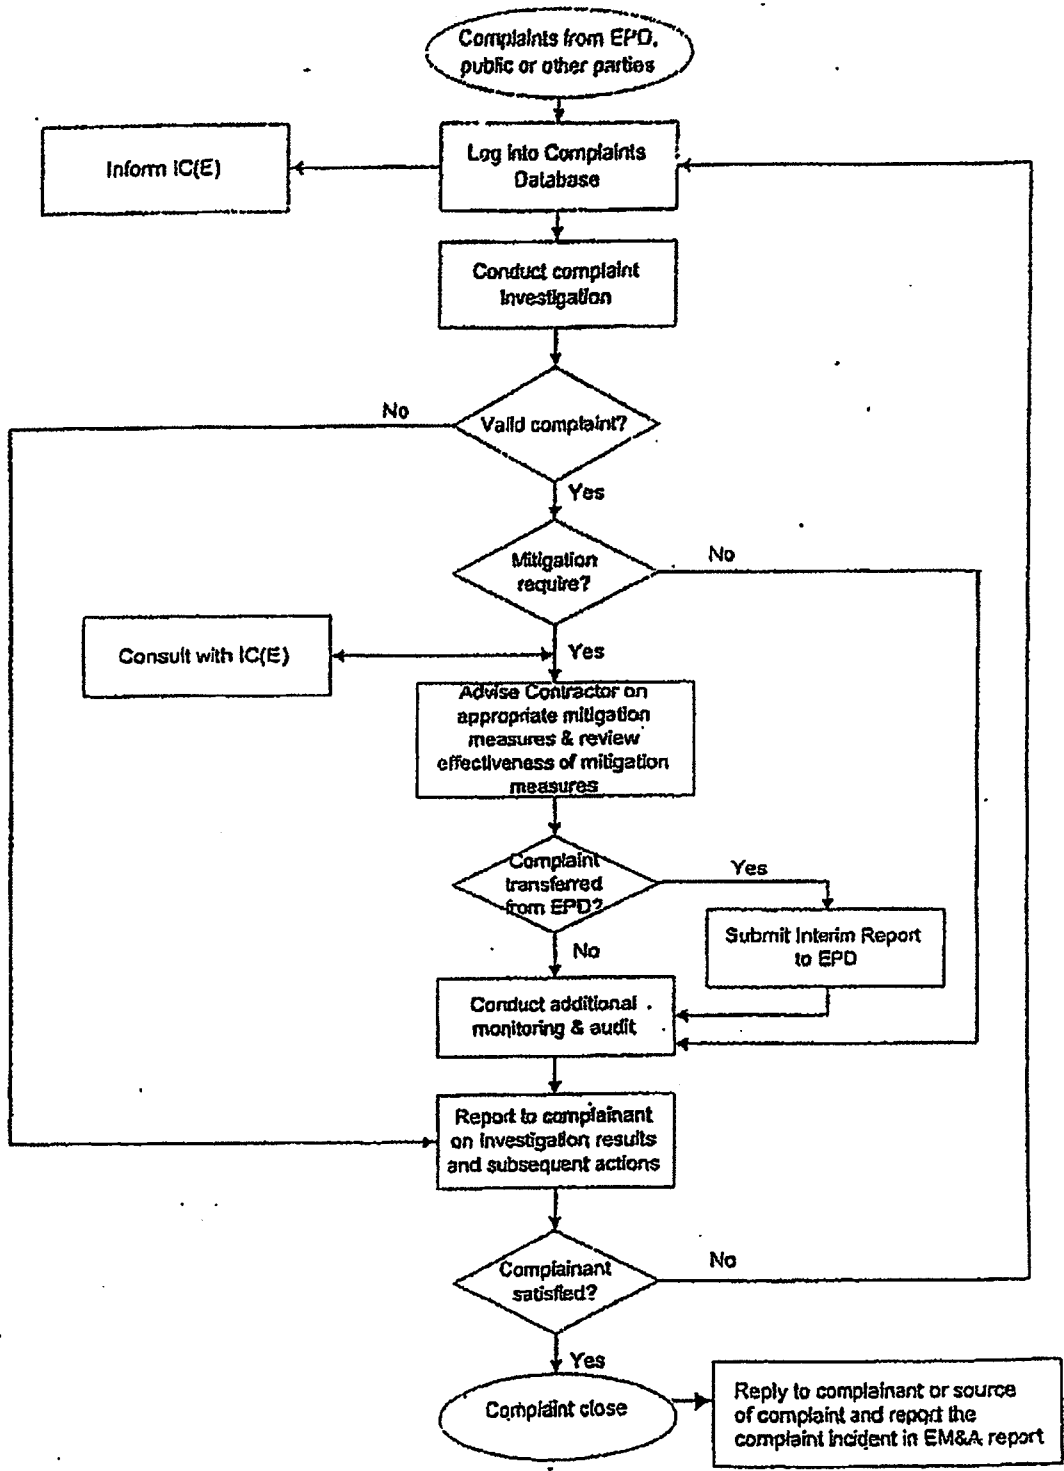 Complaints from EPD,
public or other parties
Inform IC(E)
Log into Complaints
Database
Conduct complaint
Investigation
No
Valid complaint?
Yes
Mitigation
require?
No
Consult with IC(E)
Yes
Advise Contractor on
appropriate mitigation
measures & review
effectiveness of mitigation
measures
Complaint
transferred
from EPD?
Yes
Submit Interim Report
to EPD
No
Conduct additional
monitoring & audit
Report to complainant
on investigation results
and subsequent actions
Complainant
satisfied?
No
Yes
Complaint close
Reply to complainant or source
of complaint and report the
complaint incident in EM&A report